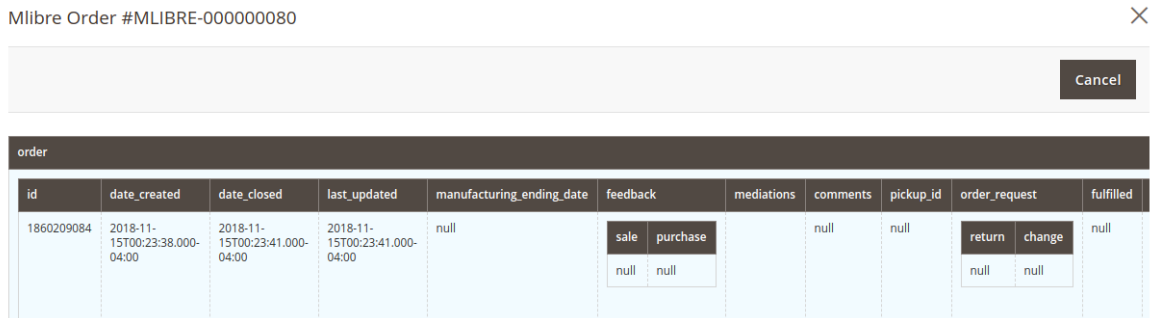 Mlibre Order #MLIBRE-000000080
Cancel
order
id date_created date_closed last_updated manufacturing_ending_date feedback mediations comments pickup_id order_request fulfilled
1860209084 2018-11- 2018-11- 2018-11- null sale purchase null null return change null
15T00:23:38.000- 15T00:23:41.000- 15T00:23:41.000-
04:00 04:00 04:00
null null null null